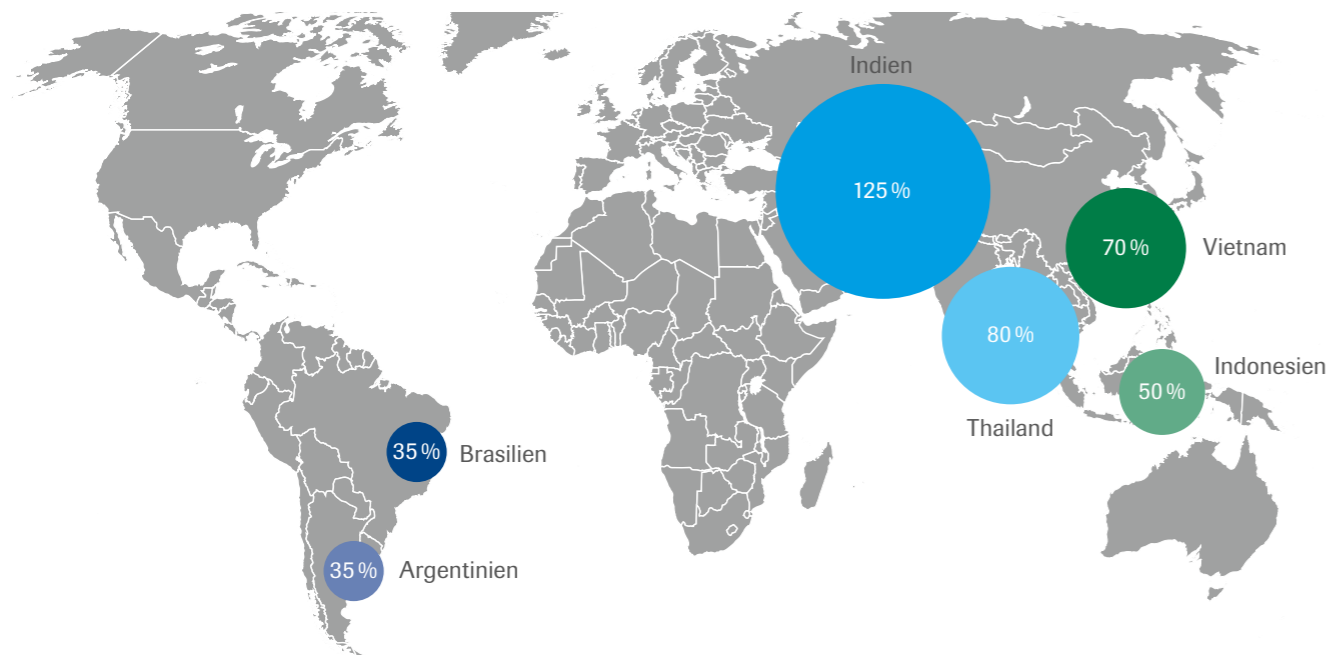 Indien
125 %
70 %
Vietnam
80 %
Thailand
Indonesien
50 %
35 %
Brasilien
35 %
Argentinien